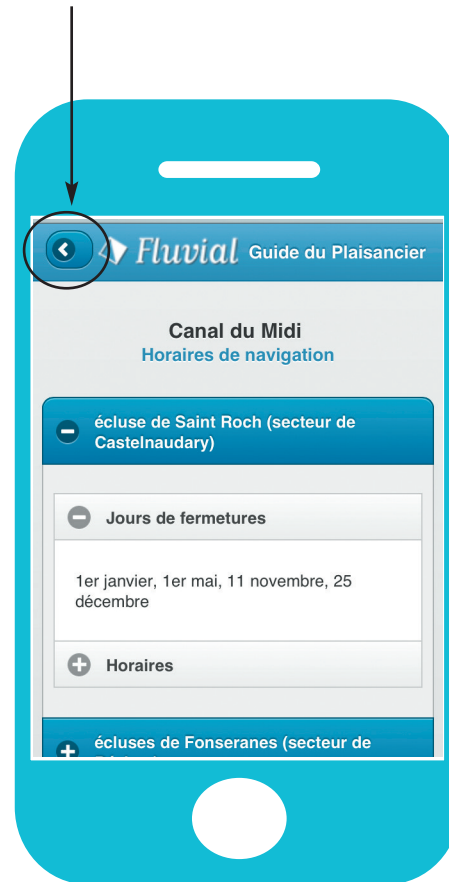 Fluvial Guide du Plaisancier
Canal du Midi
Horaires de navigation
écluse de Saint Roch (secteur de
Castelnaudary)
Jours de fermetures
1er janvier, 1er mai, 11 novembre, 25
décembre
Horaires
écluses de Fonseranes (secteur de